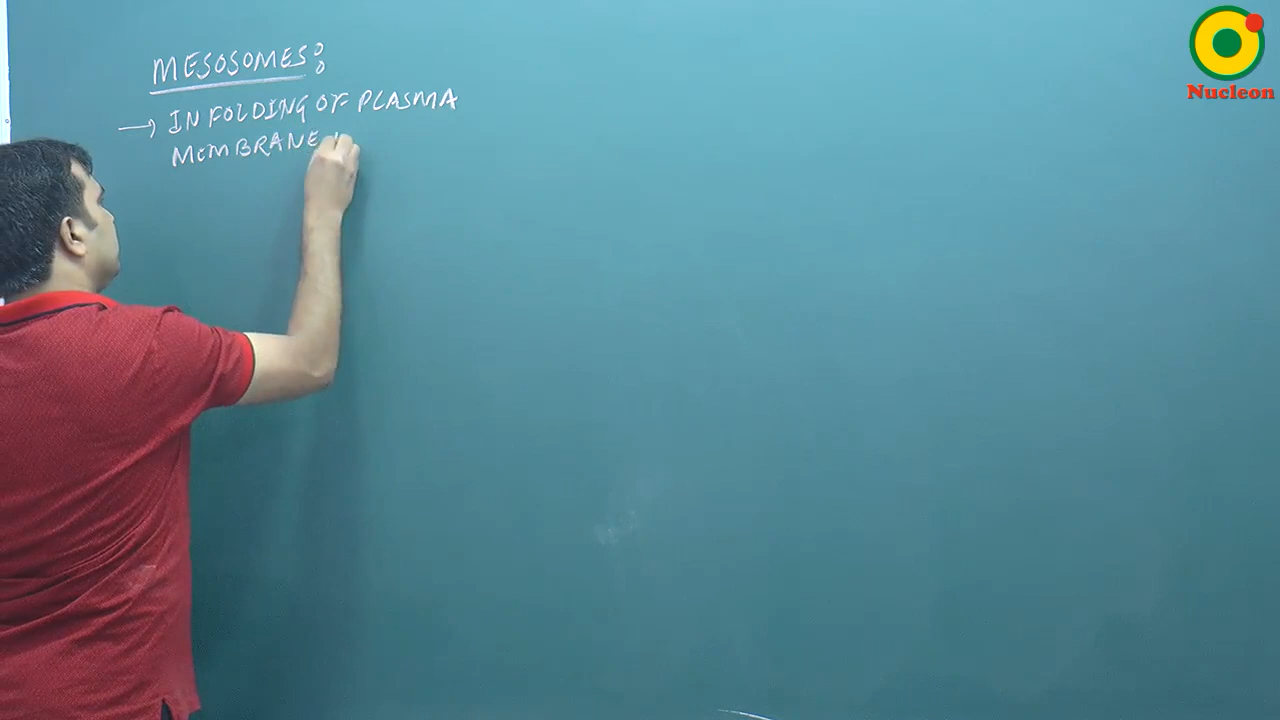 MESOSOMES:
→ INFOLDING OF PLASMA
MEMBRANE
Nucleon